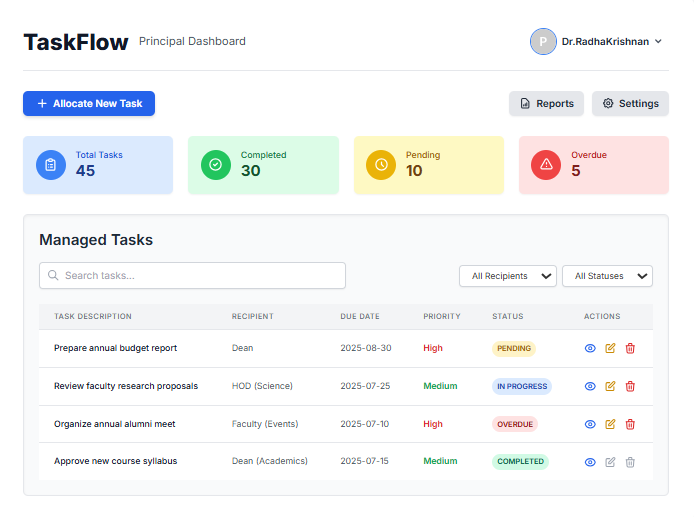 TaskFlow Principal Dashboard P Dr.RadhaKrishnan
+ Allocate New Task Reports Settings
Total Tasks
45
Completed
30
Pending
10
Overdue
5
Managed Tasks
Search tasks... All Recipients All Statuses
TASK DESCRIPTION RECIPIENT DUE DATE PRIORITY STATUS ACTIONS
Prepare annual budget report Dean 2025-08-30 High PENDING
Review faculty research proposals HOD (Science) 2025-07-25 Medium IN PROGRESS
Organize annual alumni meet Faculty (Events) 2025-07-10 High OVERDUE
Approve new course syllabus Dean (Academics) 2025-07-15 Medium COMPLETED